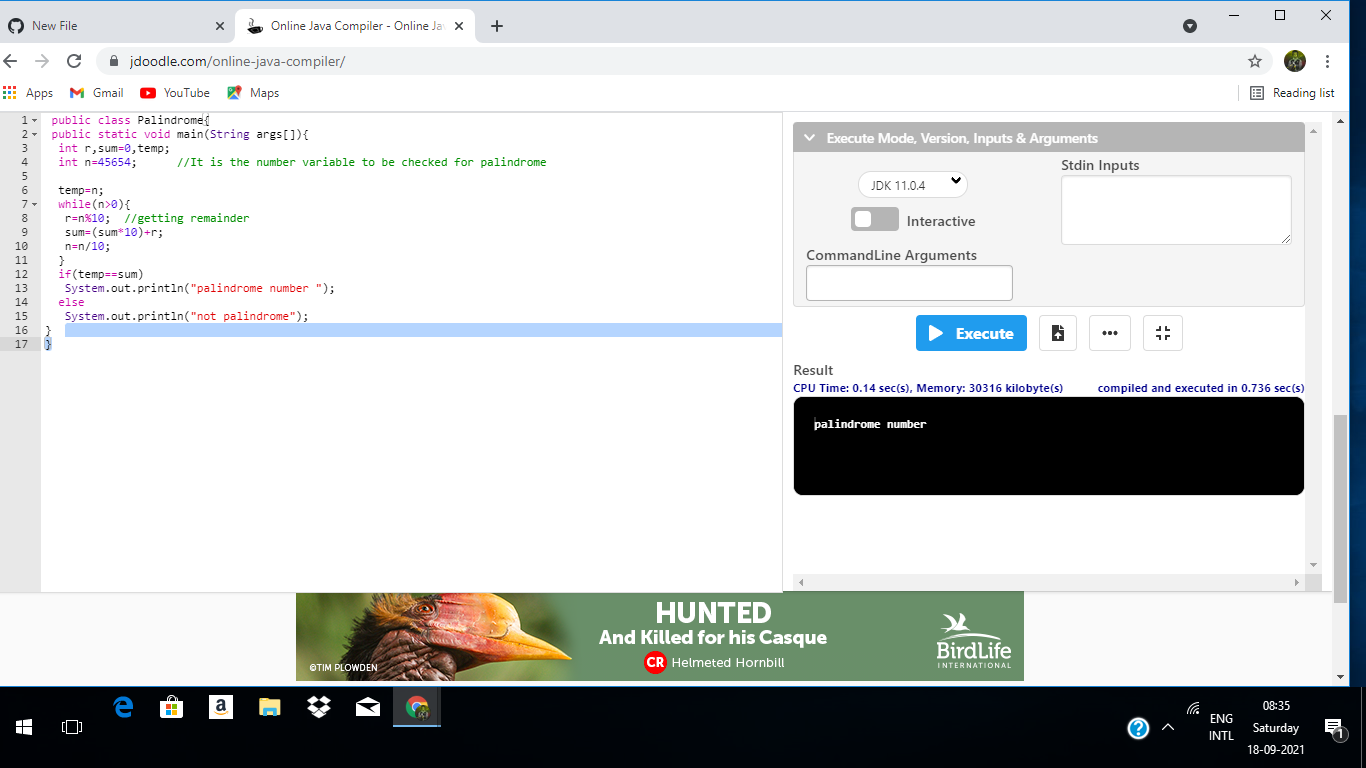 New File
Online Java Compiler - Online Ja
jdoodle.com/online-java-compiler/
Apps Gmail YouTube Maps Reading list
1 public class Palindrome{
2 public static void main(String args[]){
3 int r,sum=0,temp;
4 int n=45654; //It is the number variable to be checked for palindrome
5
6 temp=n;
7 while(n>0){
8 r=n%10; //getting remainder
9 sum=(sum*10)+r;
10 n=n/10;
11 }
12 if(temp==sum)
13 System.out.println("palindrome number ");
14 else
15 System.out.println("not palindrome");
16 }
17 }
Execute Mode, Version, Inputs & Arguments
JDK 11.0.4
Interactive
Stdin Inputs
CommandLine Arguments
Execute
Result
CPU Time: 0.14 sec(s), Memory: 30316 kilobyte(s) compiled and executed in 0.736 sec(s)
palindrome number
HUNTED
And Killed for his Casque
CR Helmeted Hornbill
©TIM PLOWDEN
BirdLife
INTERNATIONAL
a
ENG
INTL
08:35
Saturday
18-09-2021
1